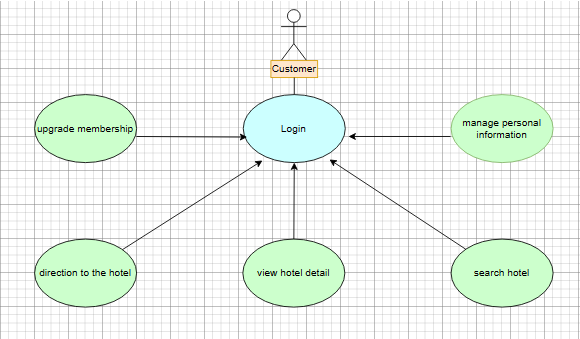 Customer
upgrade membership
Login
manage personal
information
direction to the hotel
view hotel detail
search hotel